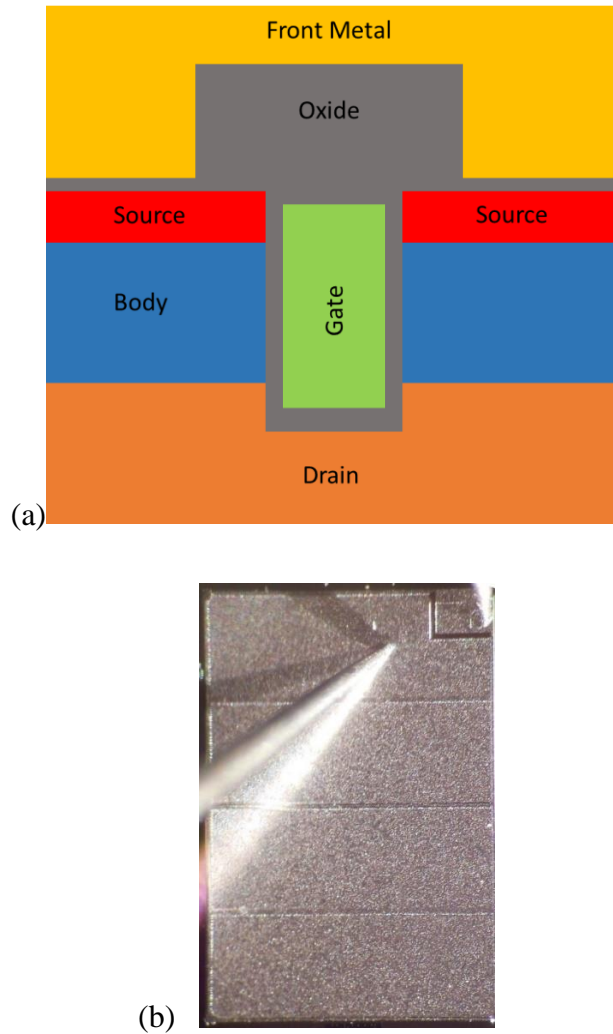 Front Metal
Oxide
Source
Source
Body
Gate
Drain
(a)
(b)